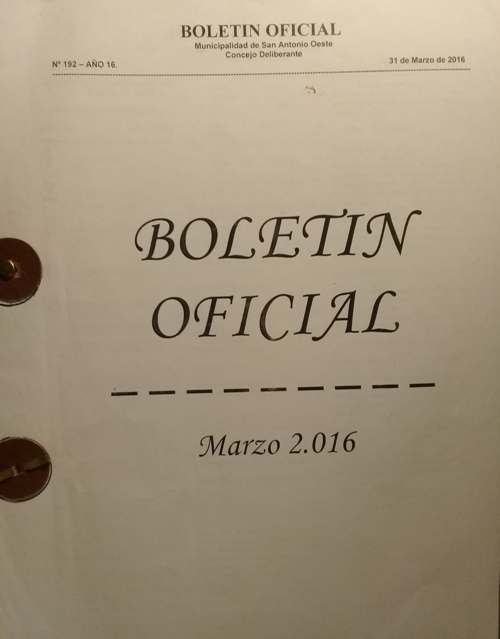 BOLETIN OFICIAL
Municipalidad de San Antonio Oeste
Concejo Deliberante
Nº 192 – AÑO 16.
31 de Marzo de 2016
BOLETIN
OFICIAL
Marzo 2.016